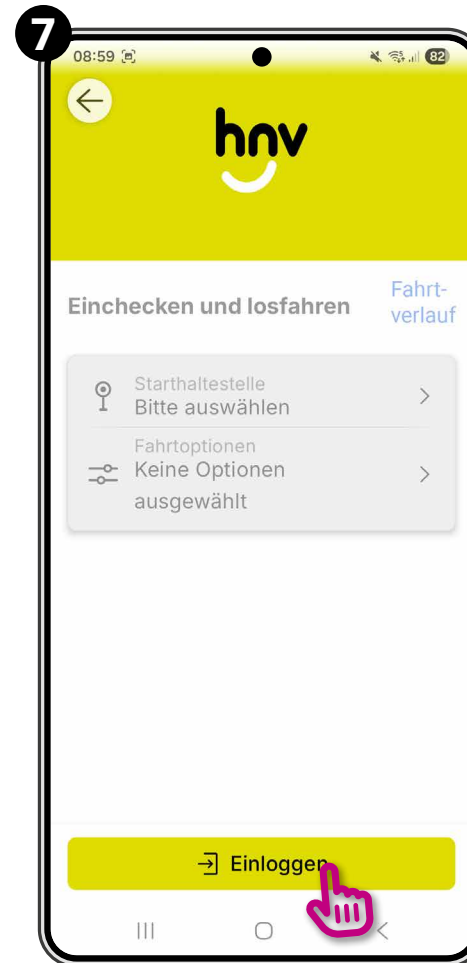 7
08:59 82
hnv
Einchecken und losfahren
Fahrt-
verlauf
Starthaltestelle
Bitte auswählen
Fahrtoptionen
Keine Optionen
ausgewählt
Einloggen